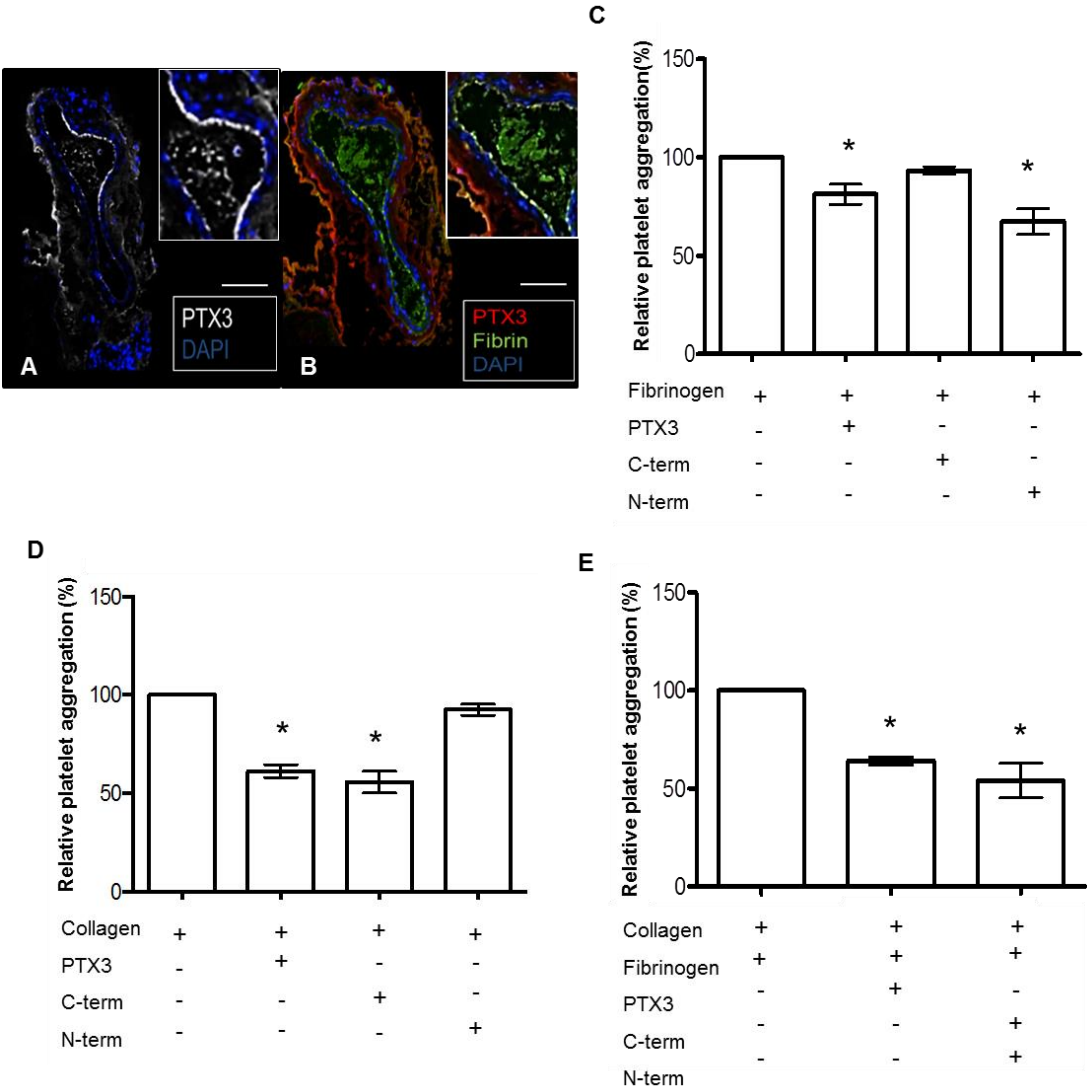 C
Relative platelet aggregation(%)
150
100
50
0
*
*
Fibrinogen + + + +
PTX3 - + - -
C-term - - + -
N-term - - - +
PTX3
DAPI
A
PTX3
Fibrin
DAPI
B
D
Relative platelet aggregation (%)
150
100
50
0
*
*
Collagen + + + +
PTX3 - + - -
C-term - - + -
N-term - - - +
E
Relative platelet aggregation (%)
150
100
50
0
*
*
Collagen + + +
Fibrinogen + + +
PTX3 - + -
C-term - - +
N-term - - +